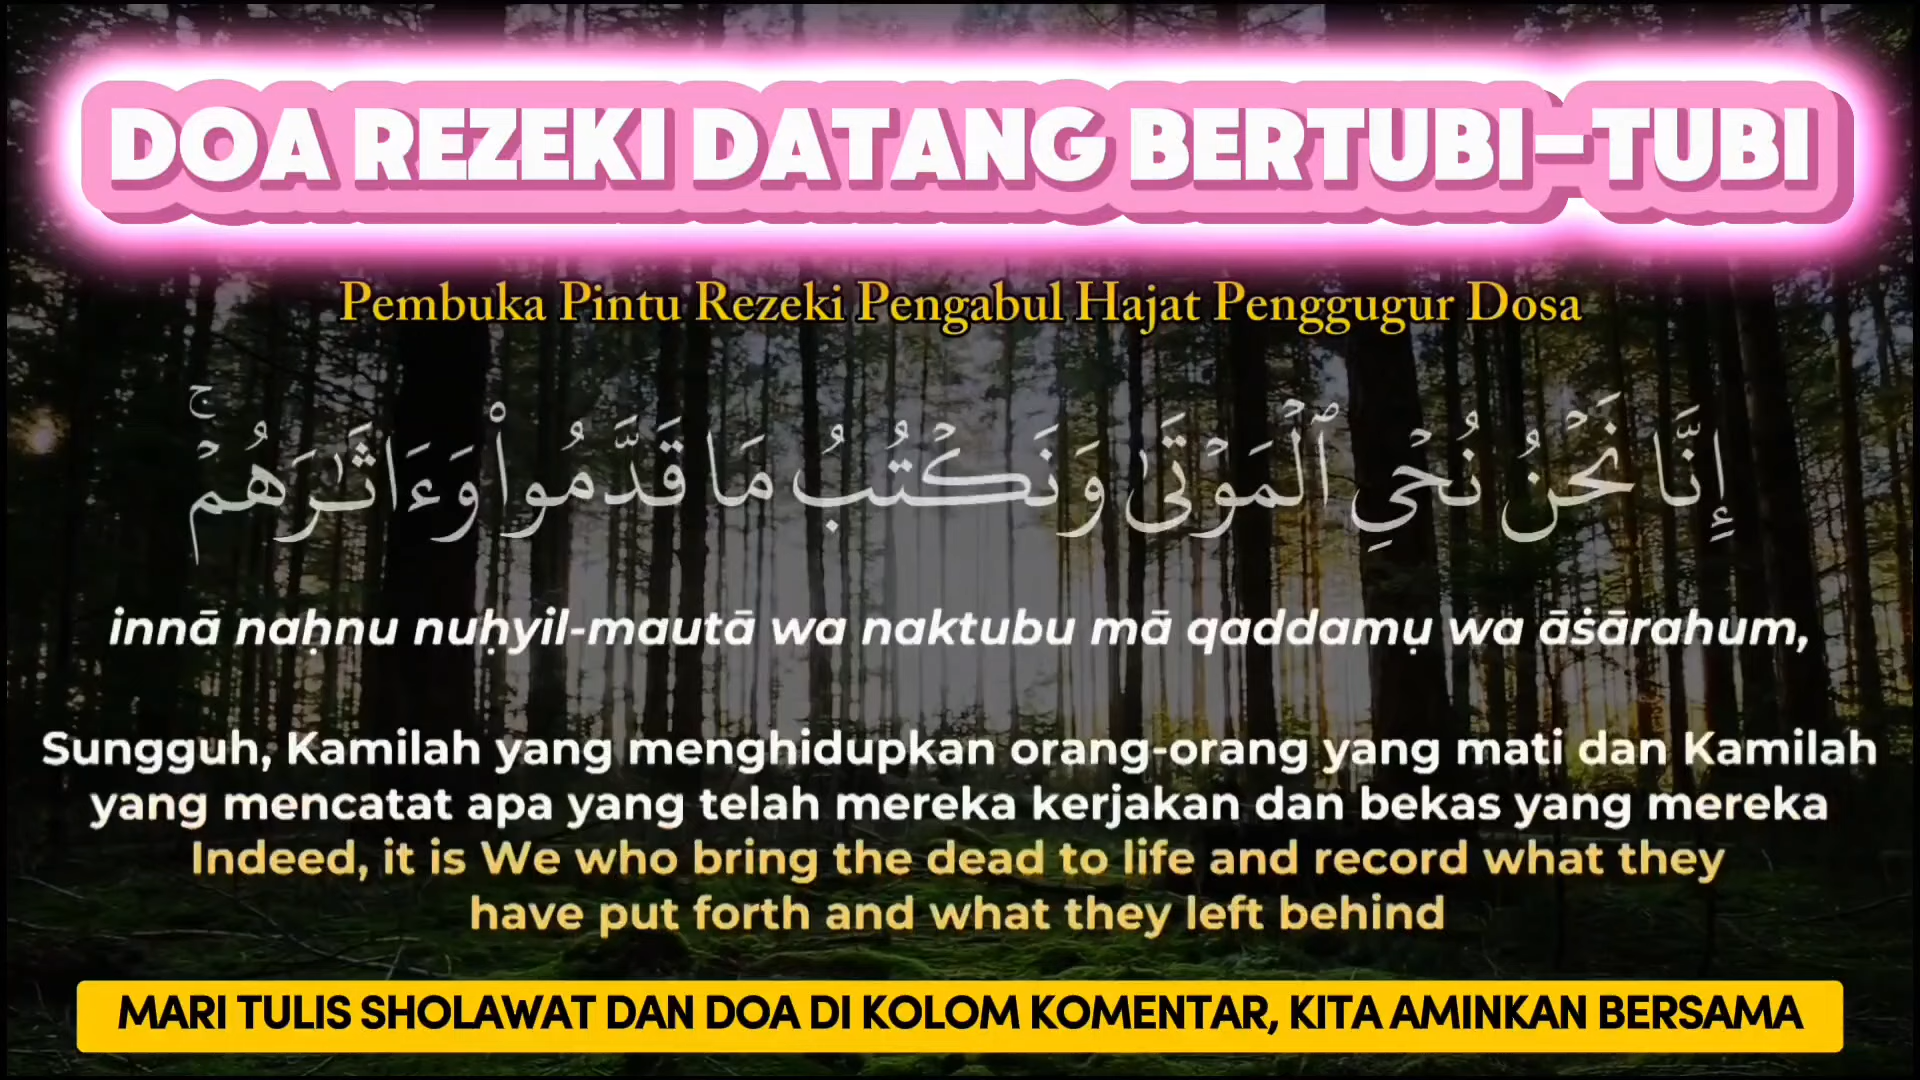 DOA REZEKI DATANG BERTUBI-TUBI
Pembuka Pintu Rezeki Pengabul Hajat Penggugur Dosa
إِنَّا نَحْنُ نُحْيِ ٱلْمَوْتَىٰ وَنَكْتُبُ مَا قَدَّمُوا۟ وَءَاثَـٰرَهُمْ ۚ
innā naḥnu nuḥyil-mautā wa naktubu mā qaddamụ wa āṡārahum,
Sungguh, Kamilah yang menghidupkan orang-orang yang mati dan Kamilah
yang mencatat apa yang telah mereka kerjakan dan bekas yang mereka
Indeed, it is We who bring the dead to life and record what they
have put forth and what they left behind
MARI TULIS SHOLAWAT DAN DOA DI KOLOM KOMENTAR, KITA AMINKAN BERSAMA